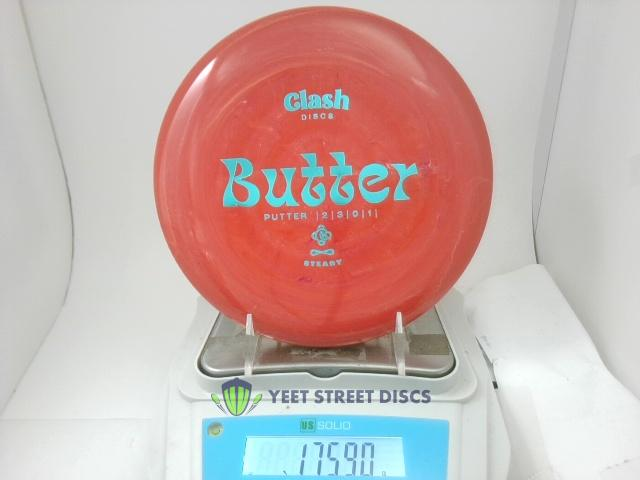 Clash
DISCS
Butter
PUTTER |2|3|0|1|
STEADY
YEET STREET DISCS
US SOLID
175.90 g